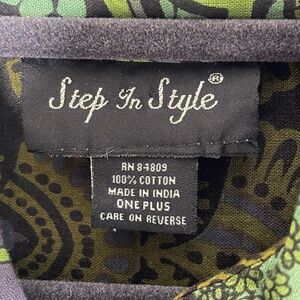 Step In Style®
RN 84809
100% COTTON
MADE IN INDIA
ONE PLUS
CARE ON REVERSE